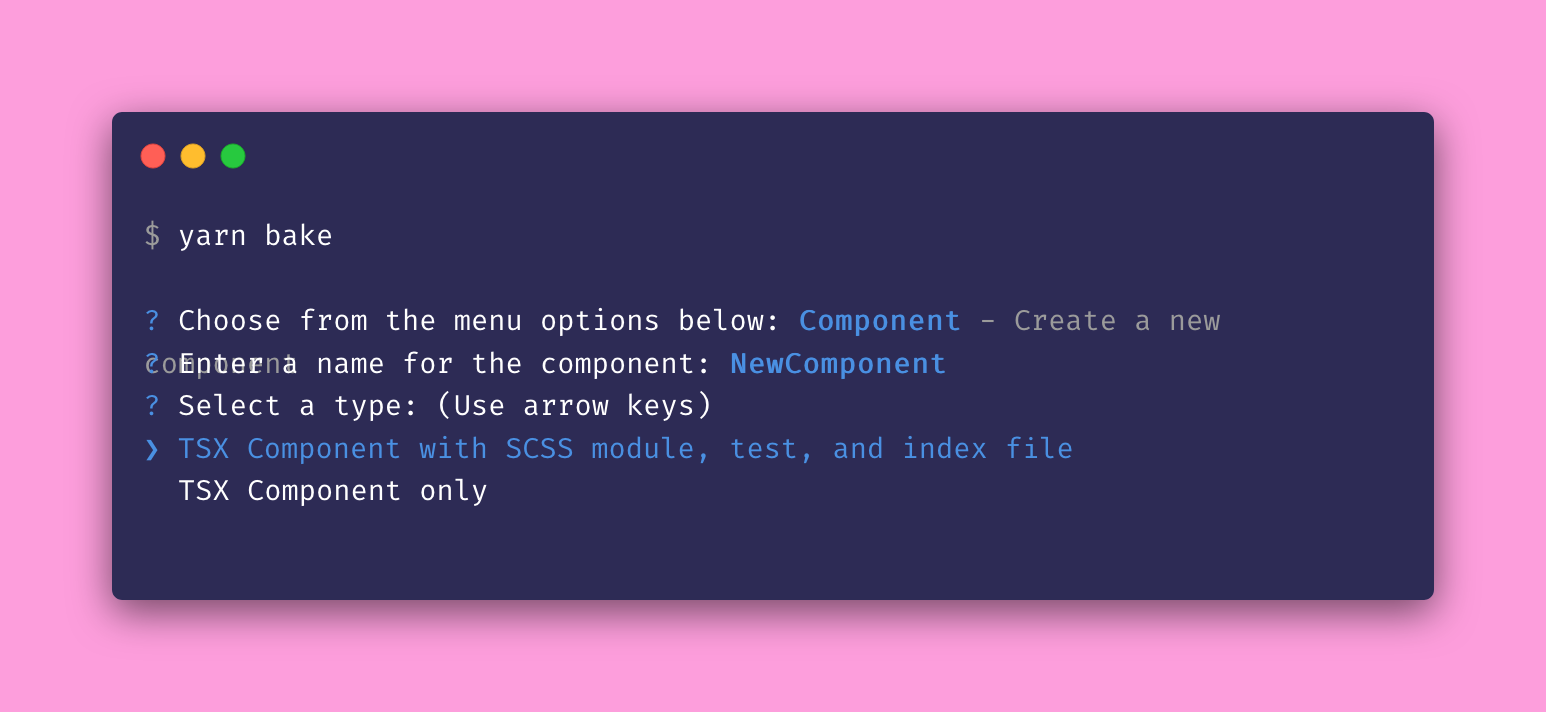 $ yarn bake
? Choose from the menu options below: Component - Create a new
component
? Enter a name for the component: NewComponent
? Select a type: (Use arrow keys)
❯ TSX Component with SCSS module, test, and index file
TSX Component only